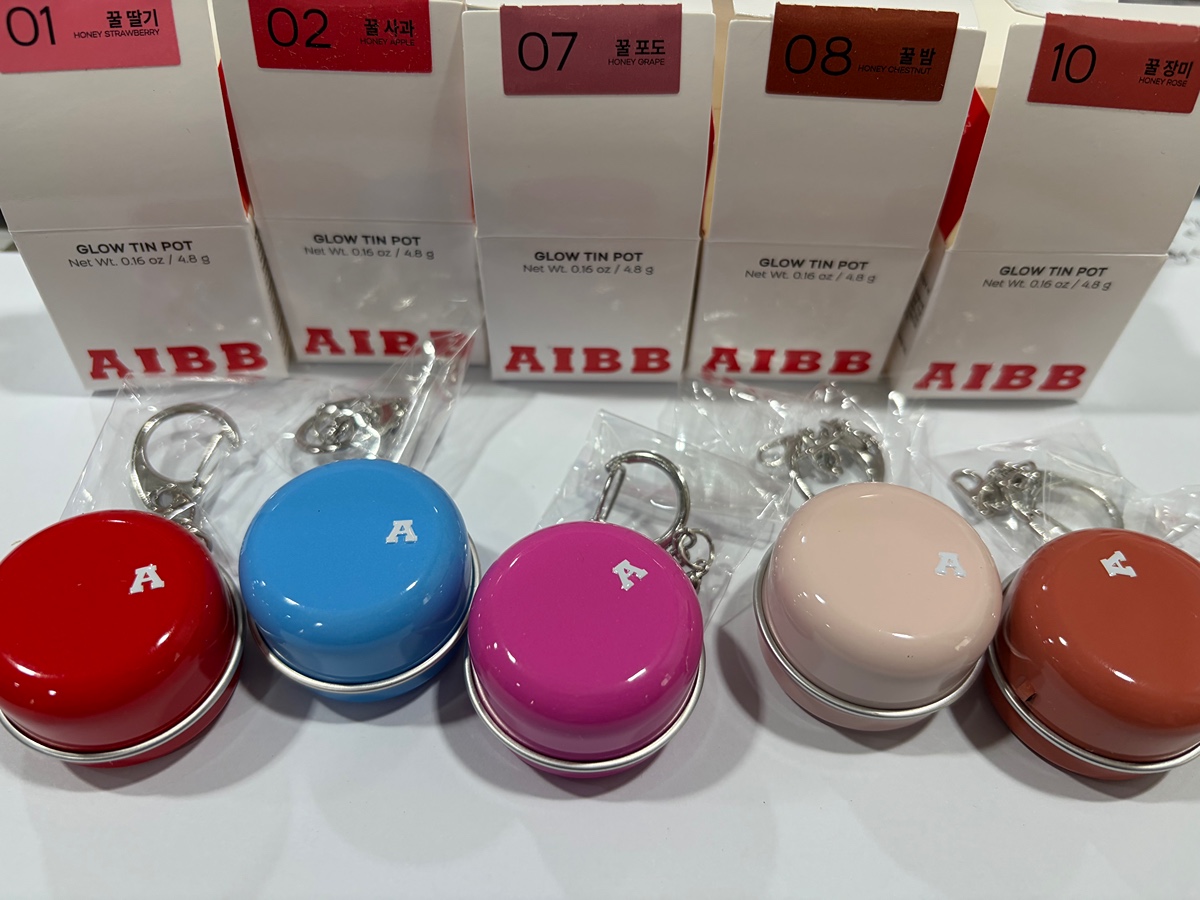 01 꿀 딸기
HONEY STRAWBERRY
02 꿀 사과
HONEY APPLE
07 꿀 포도
HONEY GRAPE
08 꿀 밤
HONEY CHESTNUT
10 꿀 장미
HONEY ROSE
GLOW TIN POT
Net Wt. 0.16 oz / 4.8 g
AIBB
GLOW TIN POT
Net Wt. 0.16 oz / 4.8 g
AIBB
GLOW TIN POT
Net Wt. 0.16 oz / 4.8 g
AIBB
GLOW TIN POT
Net Wt. 0.16 oz / 4.8 g
AIBB
GLOW TIN POT
Net Wt. 0.16 oz / 4.8 g
AIBB
A
A
A
A
A